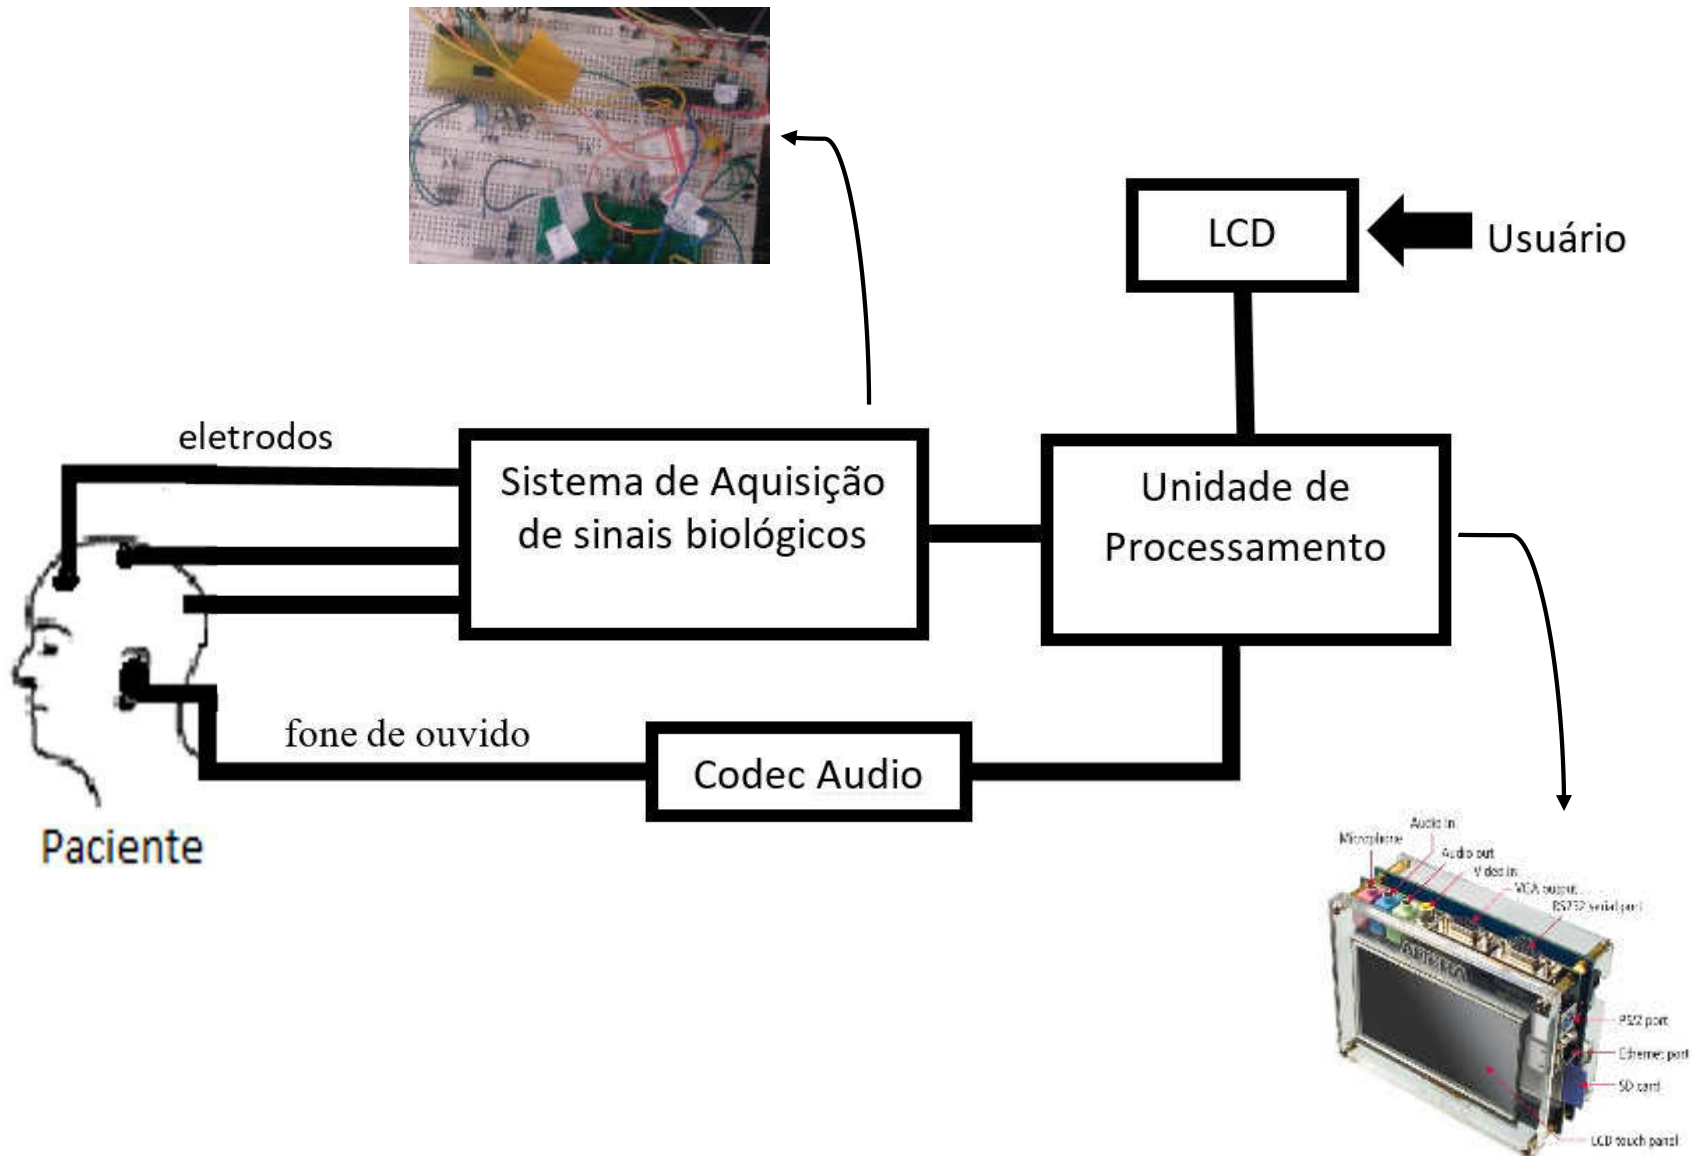 LCD
Usuário
eletrodos
Sistema de Aquisição
de sinais biológicos
Unidade de
Processamento
fone de ouvido
Codec Audio
Paciente
Audio in
Microphone
Audio out
Video in
VGA output
RS232 serial port
ALTERA
PS/2 port
Ethernet port
SD card
LCD touch panel